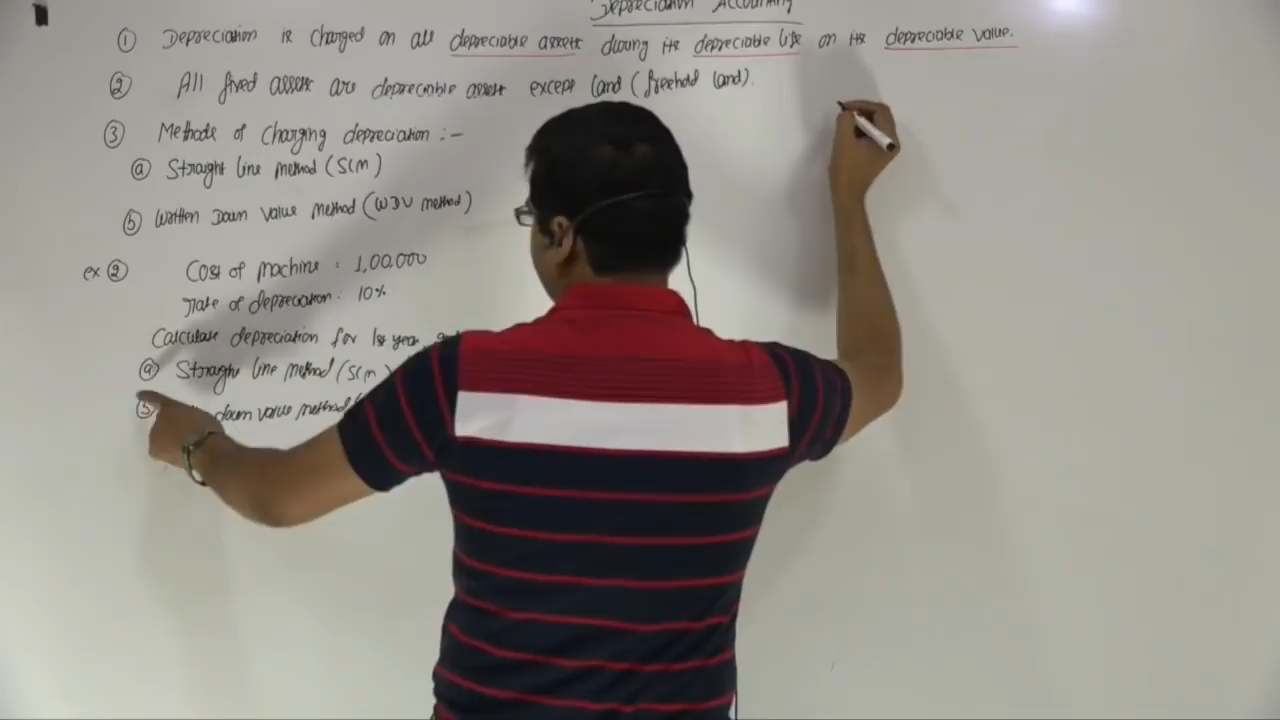 Depreciation Accounting
① Depreciation is charged on all depreciable assets during its depreciable life on its depreciable value.
② All fixed assets are depreciable assets except land (freehold land).
③ Methods of charging depreciation :-
ⓐ Straight line method (SLM)
ⓑ Written Down Value Method (WDV method)
ex ② Cost of machine : 1,00,000
Rate of depreciation : 10%
Calculate depreciation for 1st year
ⓐ Straight line method (SLM)
ⓑ down value method